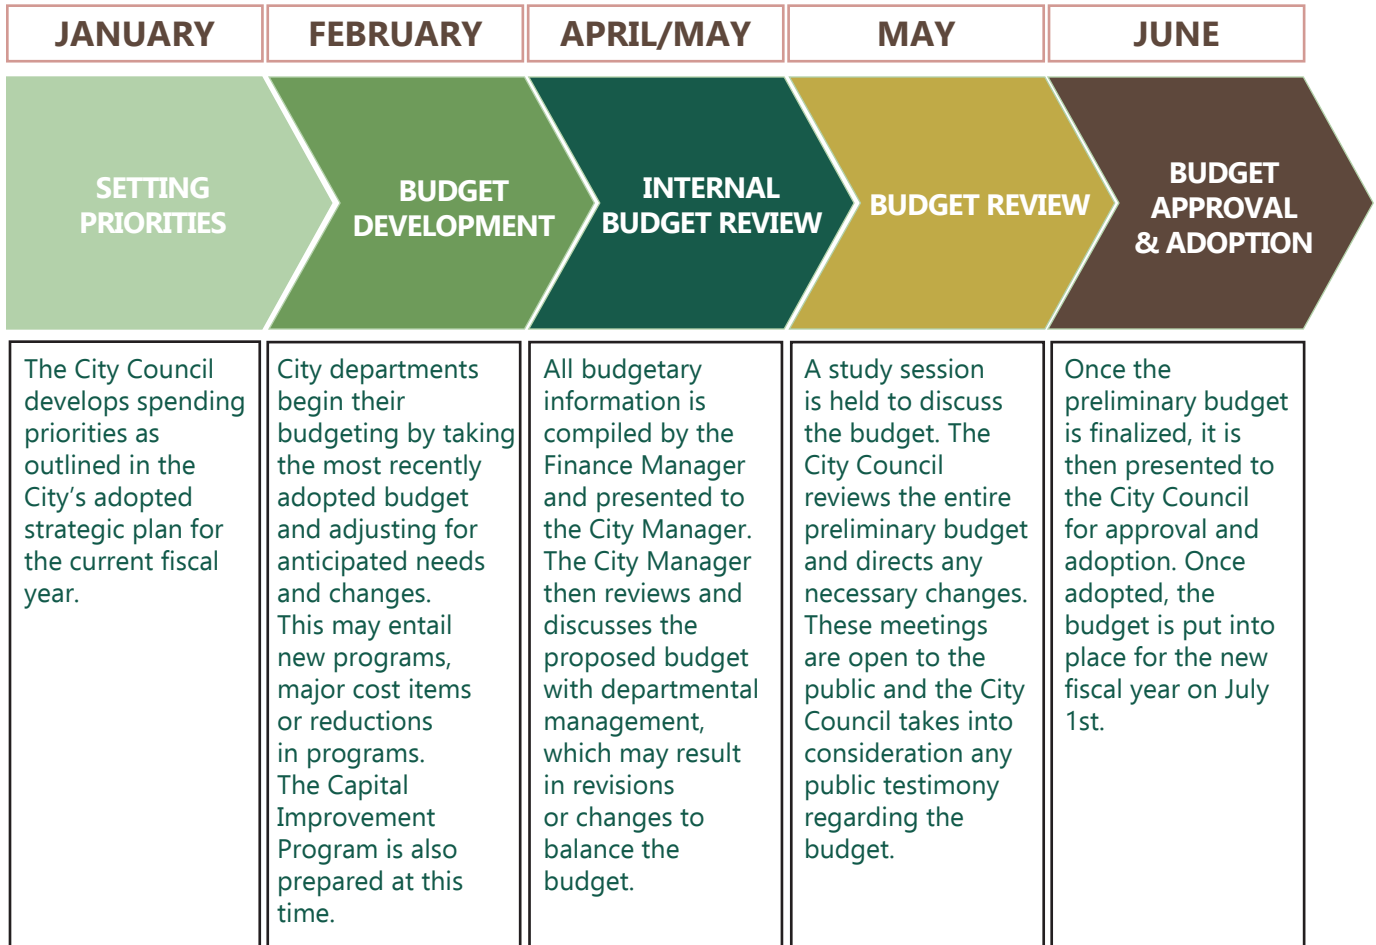 JANUARY
FEBRUARY
APRIL/MAY
MAY
JUNE
SETTING
PRIORITIES
BUDGET
DEVELOPMENT
INTERNAL
BUDGET REVIEW
BUDGET REVIEW
BUDGET
APPROVAL
& ADOPTION
The City Council
develops spending
priorities as
outlined in the
City’s adopted
strategic plan for
the current fiscal
year.
City departments
begin their
budgeting by taking
the most recently
adopted budget
and adjusting for
anticipated needs
and changes.
This may entail
new programs,
major cost items
or reductions
in programs.
The Capital
Improvement
Program is also
prepared at this
time.
All budgetary
information is
compiled by the
Finance Manager
and presented to
the City Manager.
The City Manager
then reviews and
discusses the
proposed budget
with departmental
management,
which may result
in revisions
or changes to
balance the
budget.
A study session
is held to discuss
the budget. The
City Council
reviews the entire
preliminary budget
and directs any
necessary changes.
These meetings
are open to the
public and the City
Council takes into
consideration any
public testimony
regarding the
budget.
Once the
preliminary budget
is finalized, it is
then presented to
the City Council
for approval and
adoption. Once
adopted, the
budget is put into
place for the new
fiscal year on July
1st.